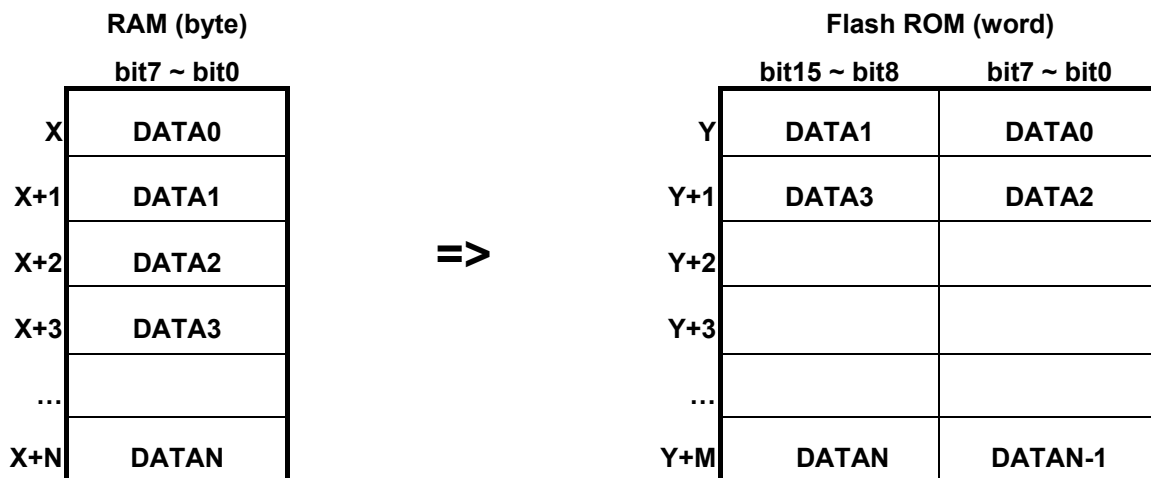 RAM (byte) Flash ROM (word)
bit7 ~ bit0 bit15 ~ bit8 bit7 ~ bit0
X DATA0 Y DATA1 DATA0
X+1 DATA1 Y+1 DATA3 DATA2
X+2 DATA2 => Y+2
X+3 DATA3 Y+3
… …
X+N DATAN Y+M DATAN DATAN-1